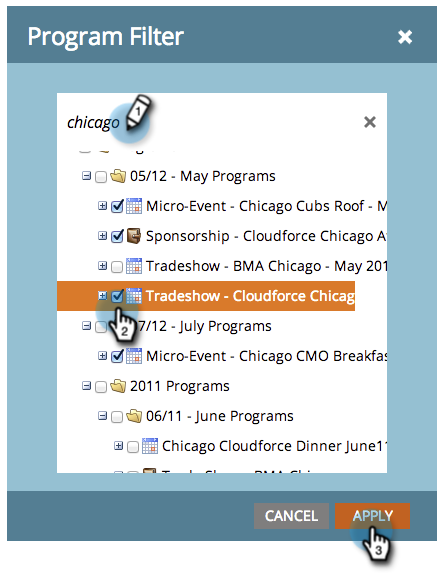 Program Filter
chicago
1
05/12 - May Programs
Micro-Event - Chicago Cubs Roof - M
Sponsorship - Cloudforce Chicago A
Tradeshow - BMA Chicago - May 201
Tradeshow - Cloudforce Chicag
2
7/12 - July Programs
Micro-Event - Chicago CMO Breakfas
2011 Programs
06/11 - June Programs
Chicago Cloudforce Dinner June11
CANCEL
APPLY
3